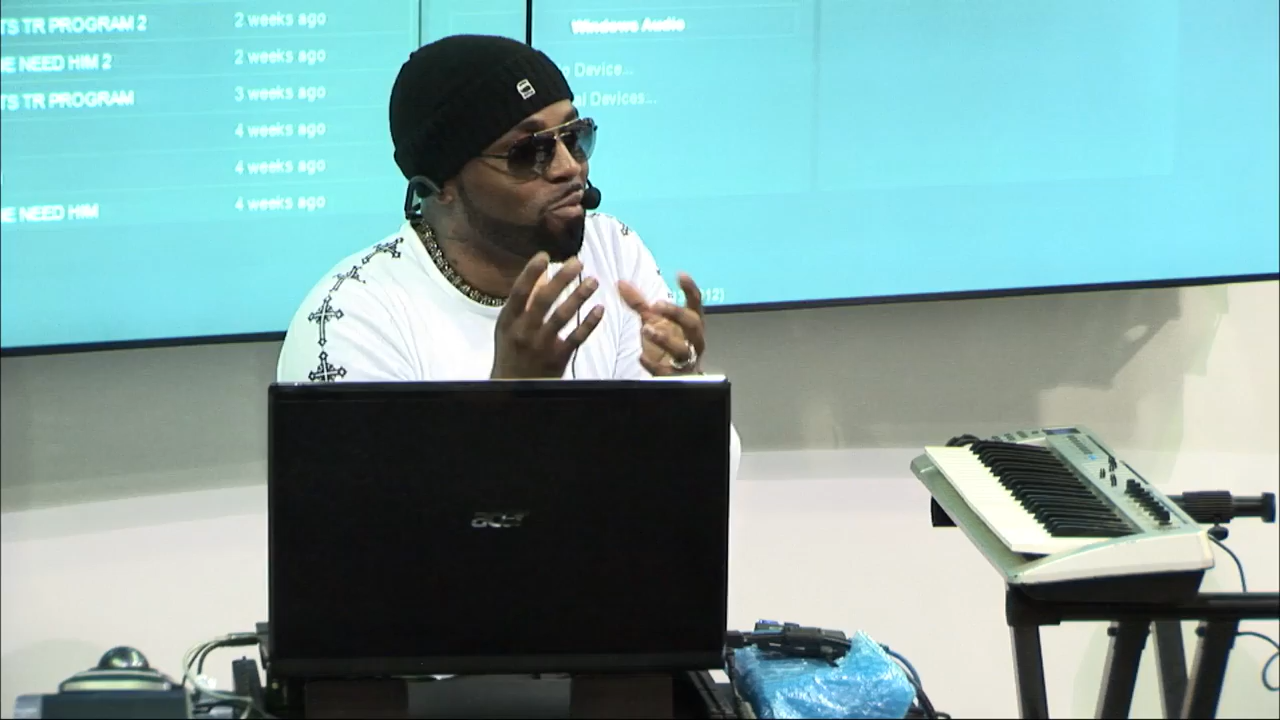 TS TR PROGRAM 2 2 weeks ago
E NEED HIM 2 2 weeks ago
TS TR PROGRAM 3 weeks ago
4 weeks ago
4 weeks ago
E NEED HIM 4 weeks ago
Windows Audio
Device...
Devices...
acer